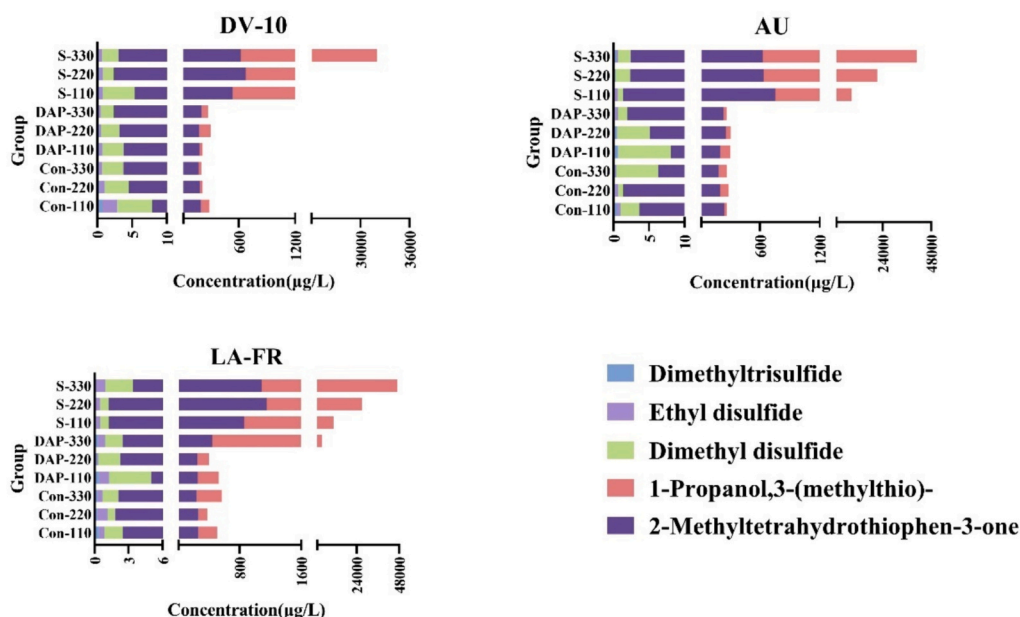 DV-10
S-330
S-220
S-110
DAP-330
DAP-220
DAP-110
Con-330
Con-220
Con-110
Group
0 5 10 600 1200 30000 36000
Concentration(µg/L)
AU
S-330
S-220
S-110
DAP-330
DAP-220
DAP-110
Con-330
Con-220
Con-110
Group
0 5 10 600 1200 24000 48000
Concentration(µg/L)
LA-FR
S-330
S-220
S-110
DAP-330
DAP-220
DAP-110
Con-330
Con-220
Con-110
Group
0 3 6 800 1600 24000 48000
Concentration(µg/L)
Dimethyltrisulfide
Ethyl disulfide
Dimethyl disulfide
1-Propanol,3-(methylthio)-
2-Methyltetrahydrothiophen-3-one